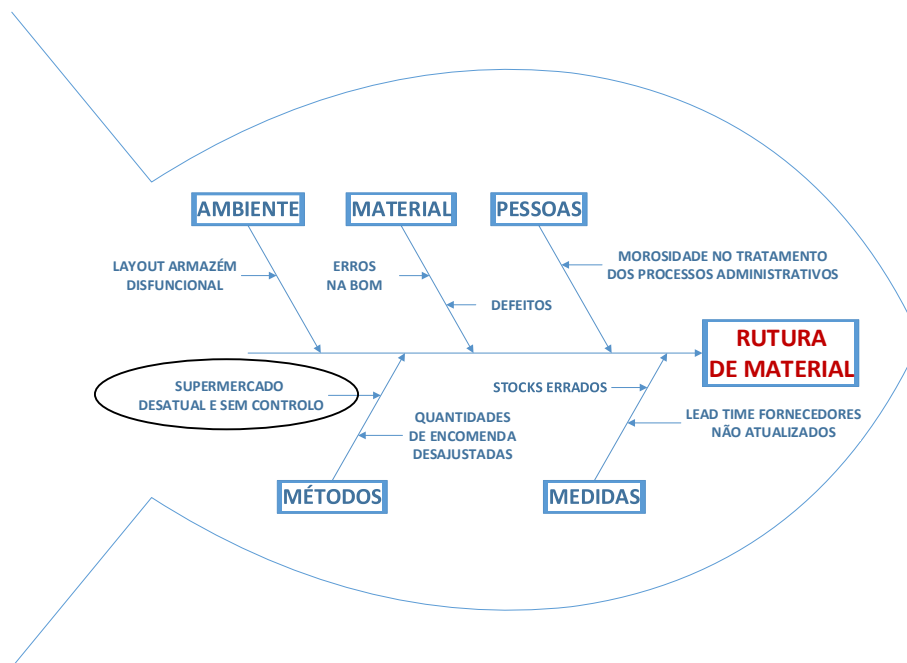 AMBIENTE
MATERIAL
PESSOAS
LAYOUT ARMAZÉM
DISFUNCIONAL
ERROS
NA BOM
DEFEITOS
MOROSIDADE NO TRATAMENTO
DOS PROCESSOS ADMINISTRATIVOS
RUTURA
DE MATERIAL
SUPERMERCADO
DESATUAL E SEM CONTROLO
QUANTIDADES
DE ENCOMENDA
DESAJUSTADAS
STOCKS ERRADOS
LEAD TIME FORNECEDORES
NÃO ATUALIZADOS
MÉTODOS
MEDIDAS